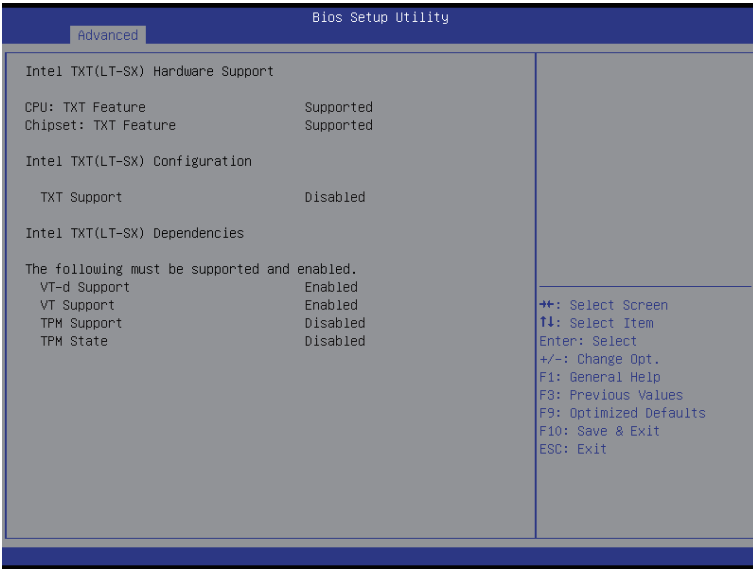 Bios Setup Utility
Advanced
Intel TXT(LT-SX) Hardware Support
CPU: TXT Feature Supported
Chipset: TXT Feature Supported
Intel TXT(LT-SX) Configuration
TXT Support Disabled
Intel TXT(LT-SX) Dependencies
The following must be supported and enabled.
VT-d Support Enabled
VT Support Enabled
TPM Support Disabled
TPM State Disabled
→←: Select Screen
↑↓: Select Item
Enter: Select
+/-: Change Opt.
F1: General Help
F3: Previous Values
F9: Optimized Defaults
F10: Save & Exit
ESC: Exit